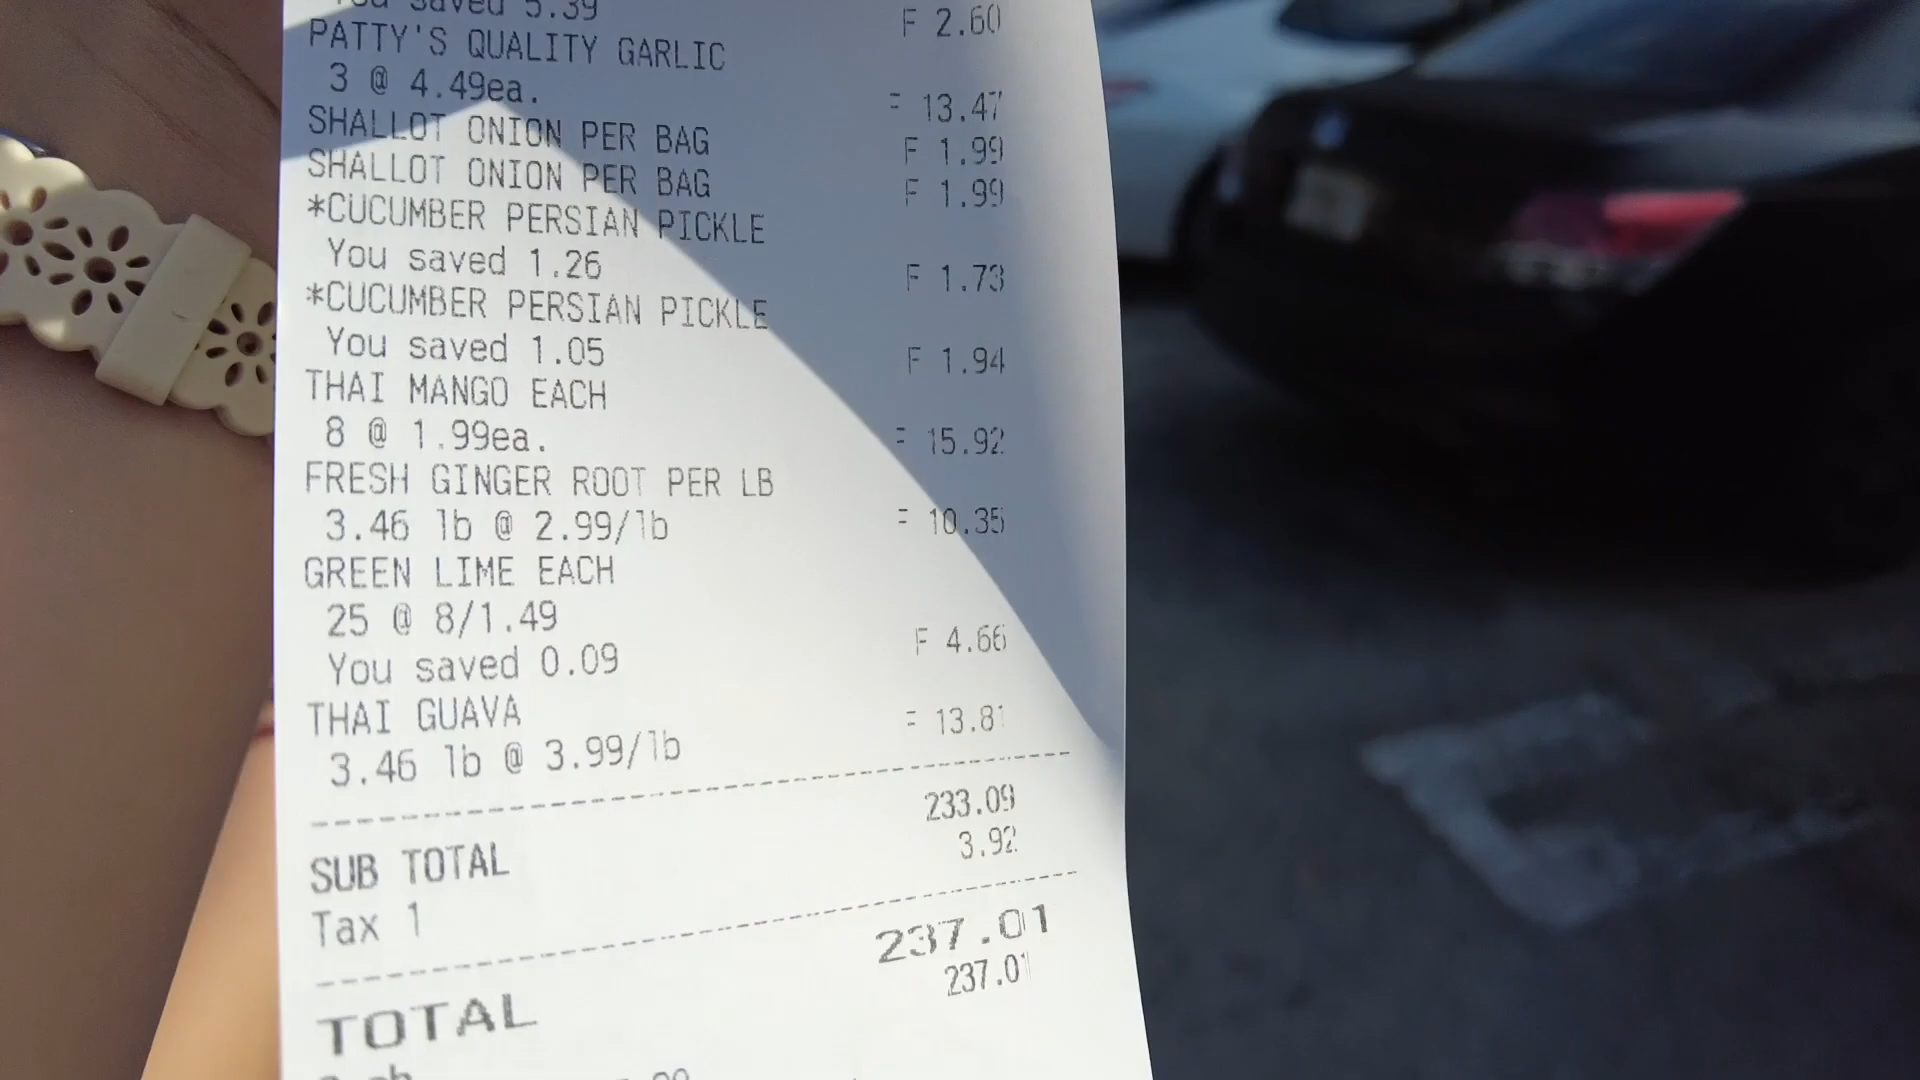 You saved 5.39 F 2.60
PATTY'S QUALITY GARLIC
3 @ 4.49ea. F 13.47
SHALLOT ONION PER BAG F 1.99
SHALLOT ONION PER BAG F 1.99
*CUCUMBER PERSIAN PICKLE
You saved 1.26 F 1.73
*CUCUMBER PERSIAN PICKLE
You saved 1.05 F 1.94
THAI MANGO EACH
8 @ 1.99ea. F 15.92
FRESH GINGER ROOT PER LB
3.46 lb @ 2.99/lb F 10.35
GREEN LIME EACH
25 @ 8/1.49
You saved 0.09 F 4.66
THAI GUAVA
3.46 lb @ 3.99/lb F 13.81
SUB TOTAL 233.09
Tax 1 3.92
TOTAL 237.01
237.01